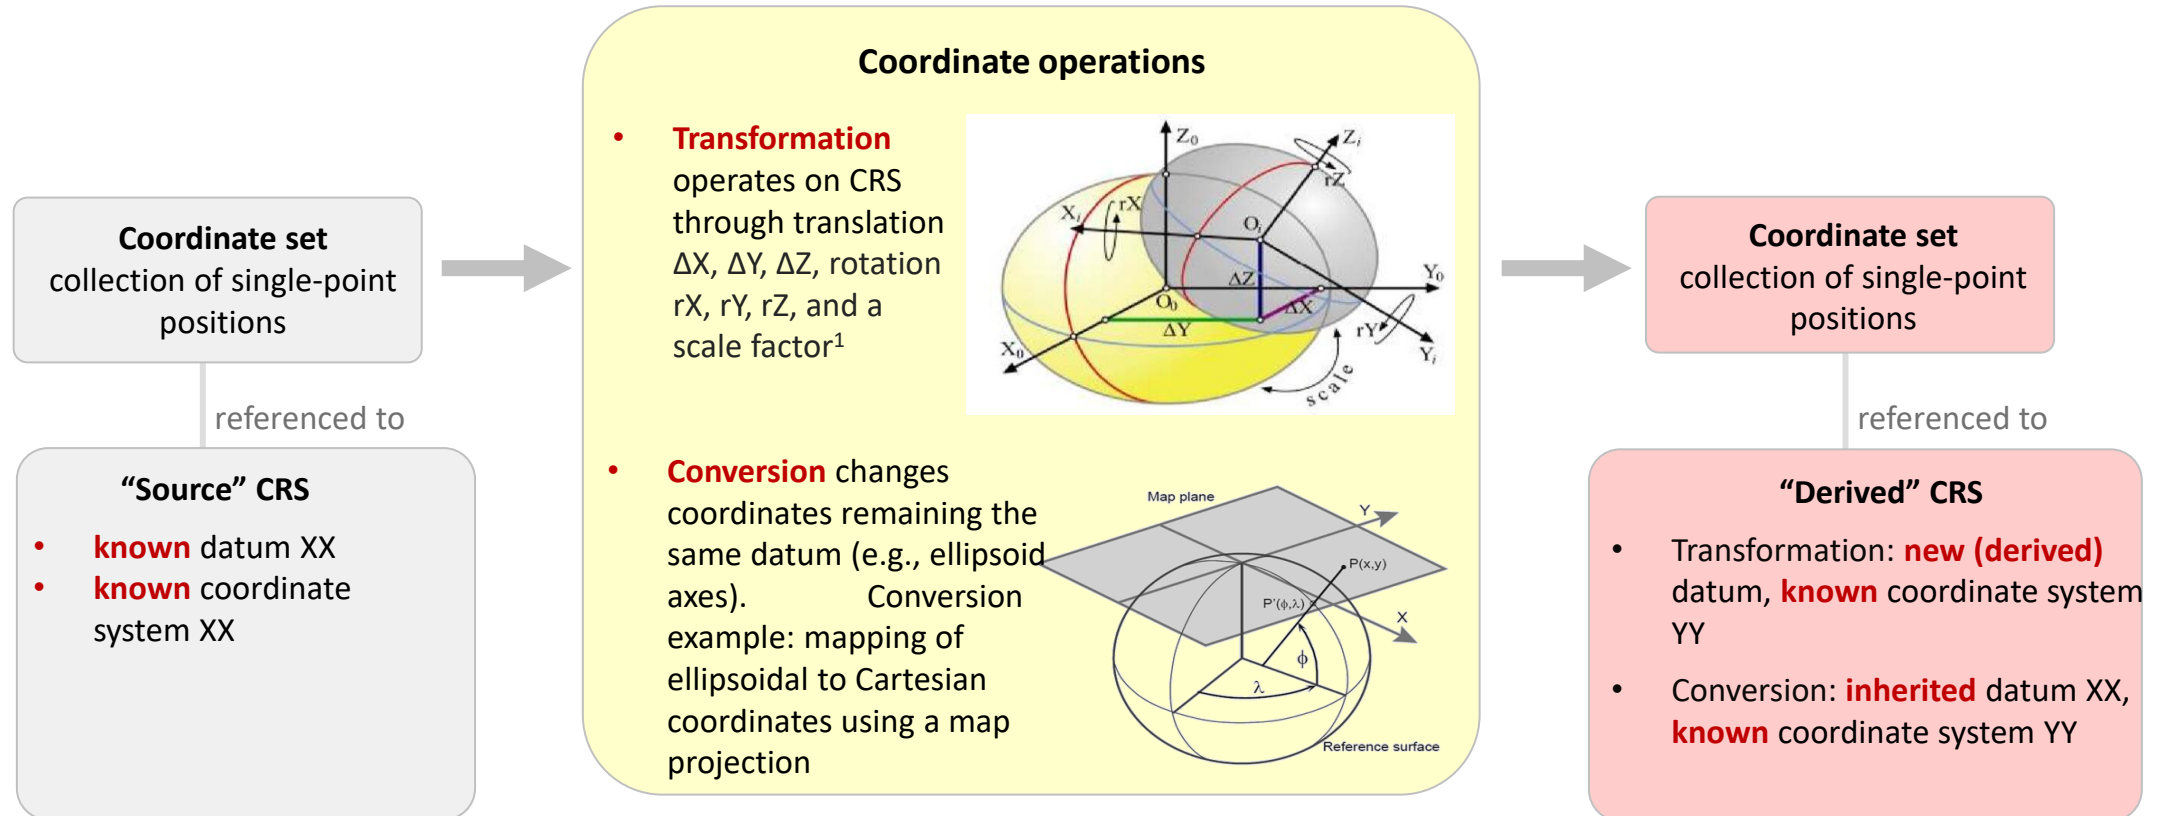 Coordinate set
collection of single-point
positions
referenced to
“Source” CRS
• known datum XX
• known coordinate
system XX
Coordinate operations
• Transformation
operates on CRS
through translation
ΔX, ΔY, ΔZ, rotation
rX, rY, rZ, and a
scale factor¹
Z₀
Zᵢ
rZ
Xᵢ
rX
Oᵢ
ΔZ
Y₀
O₀
ΔX
ΔY
rY
X₀
Yᵢ
scale
• Conversion changes
coordinates remaining the
same datum (e.g., ellipsoid
axes). Conversion
example: mapping of
ellipsoidal to Cartesian
coordinates using a map
projection
Map plane
Y
P(x,y)
P'(ϕ,λ)
X
ϕ
λ
Reference surface
Coordinate set
collection of single-point
positions
referenced to
“Derived” CRS
• Transformation: new (derived)
datum, known coordinate system
YY
• Conversion: inherited datum XX,
known coordinate system YY